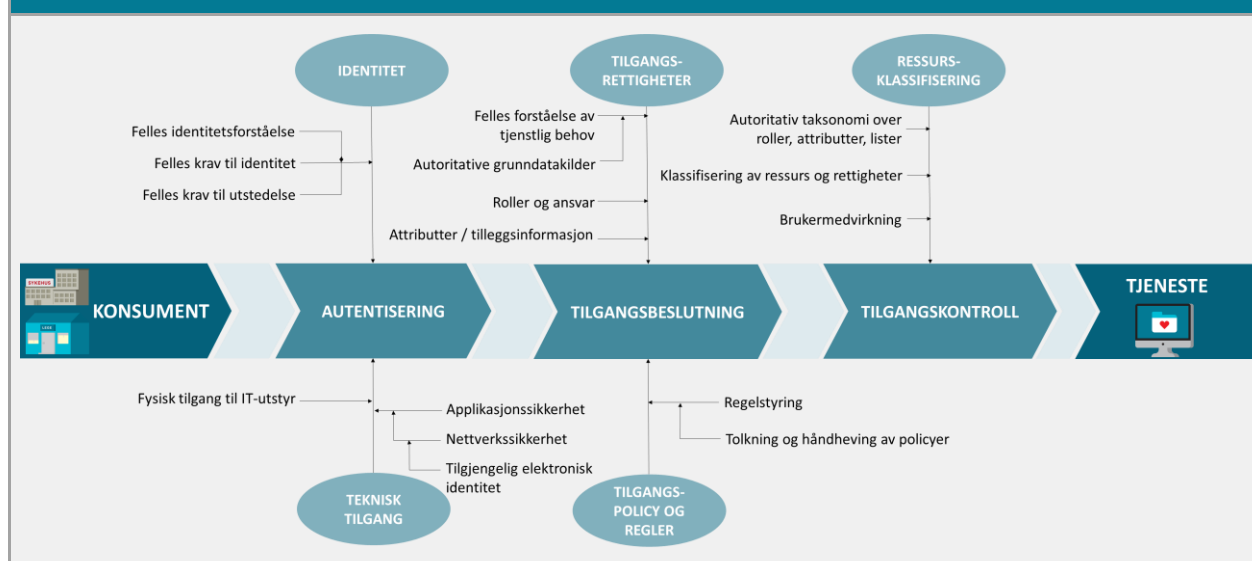 IDENTITET
TILGANGS-
RETTIGHETER
RESSURS-
KLASSIFISERING
Felles identitetsforståelse
Felles krav til identitet
Felles krav til utstedelse
Felles forståelse av
tjenstlig behov
Autoritative grunndatakilder
Roller og ansvar
Attributter / tilleggsinformasjon
Autoritativ taksonomi over
roller, attributter, lister
Klassifisering av ressurs og rettigheter
Brukermedvirkning
SYKEHUS
LEGE
KONSUMENT
AUTENTISERING
TILGANGSBESLUTNING
TILGANGSKONTROLL
TJENESTE
Fysisk tilgang til IT-utstyr
Applikasjonssikkerhet
Nettverkssikkerhet
Tilgjengelig elektronisk
identitet
Regelstyring
Tolkning og håndheving av policyer
TEKNISK
TILGANG
TILGANGS-
POLICY OG
REGLER